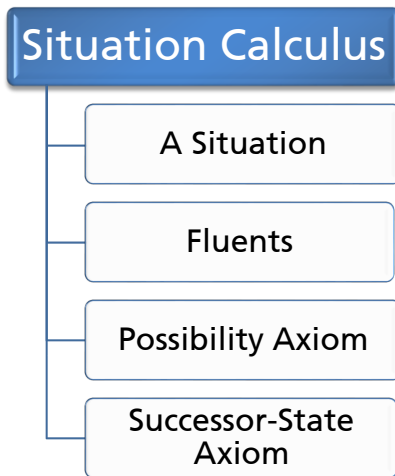 Situation Calculus
A Situation
Fluents
Possibility Axiom
Successor-State
Axiom